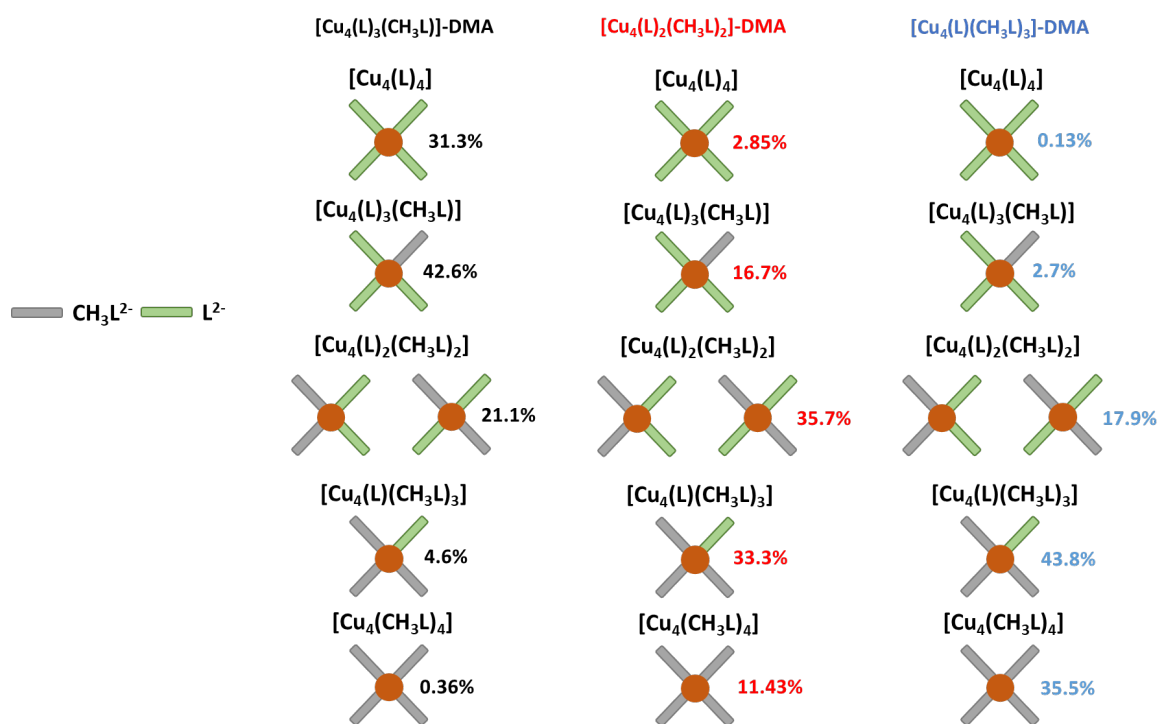 [Cu₄(L)₃(CH₃L)]-DMA [Cu₄(L)₂(CH₃L)₂]-DMA [Cu₄(L)(CH₃L)₃]-DMA
[Cu₄(L)₄] [Cu₄(L)₄] [Cu₄(L)₄]
31.3% 2.85% 0.13%
[Cu₄(L)₃(CH₃L)] [Cu₄(L)₃(CH₃L)] [Cu₄(L)₃(CH₃L)]
42.6% 16.7% 2.7%
CH₃L²⁻ L²⁻
[Cu₄(L)₂(CH₃L)₂] [Cu₄(L)₂(CH₃L)₂] [Cu₄(L)₂(CH₃L)₂]
21.1% 35.7% 17.9%
[Cu₄(L)(CH₃L)₃] [Cu₄(L)(CH₃L)₃] [Cu₄(L)(CH₃L)₃]
4.6% 33.3% 43.8%
[Cu₄(CH₃L)₄] [Cu₄(CH₃L)₄] [Cu₄(CH₃L)₄]
0.36% 11.43% 35.5%